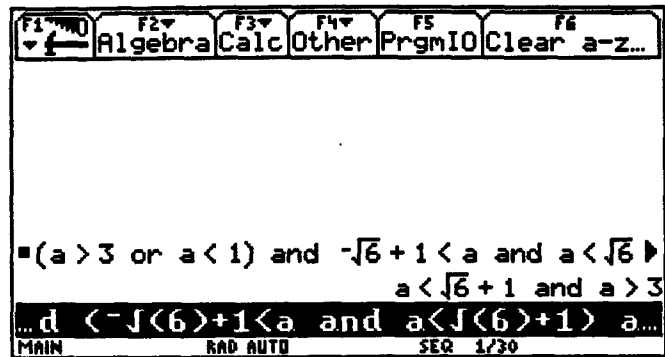 F1 F2 F3 F4 F5 F6
Algebra Calc Other PrgmIO Clear a-z…
(a > 3 or a < 1) and -√6 + 1 < a and a < √6
a < √6 + 1 and a > 3
…d (-√(6)+1<a and a<√(6)+1) a…
MAIN RAD AUTO SEQ 1/30